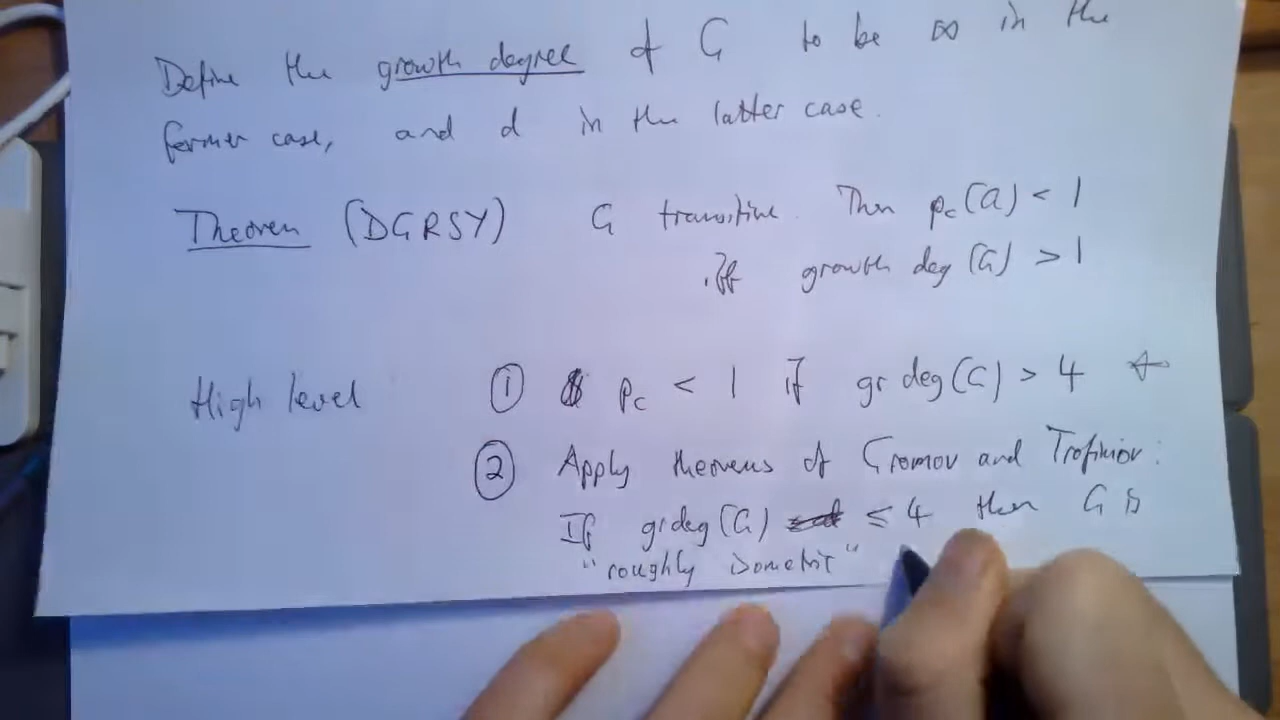 Define the growth degree of G to be ∞ in the
former case, and d in the latter case.
Theorem (DGRSY) G transitive. Then pc(G) < 1
iff growth deg (G) > 1
High level ① pc < 1 if gr deg(G) > 4 ←
② Apply theorems of Gromov and Trofimov:
If gr deg(G) ≤ 4 then G is
"roughly isometric"